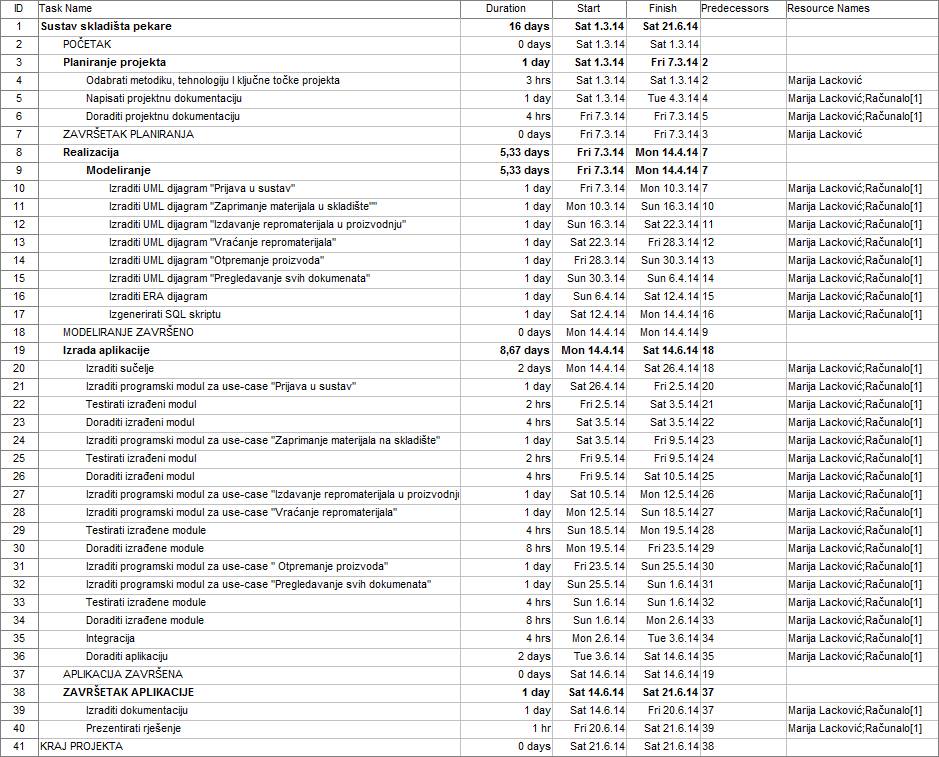 ID Task Name Duration Start Finish Predecessors Resource Names
1 Sustav skladišta pekare 16 days Sat 1.3.14 Sat 21.6.14
2 POČETAK 0 days Sat 1.3.14 Sat 1.3.14
3 Planiranje projekta 1 day Sat 1.3.14 Fri 7.3.14 2
4 Odabrati metodiku, tehnologiju I ključne točke projekta 3 hrs Sat 1.3.14 Sat 1.3.14 2 Marija Lacković
5 Napisati projektnu dokumentaciju 1 day Sat 1.3.14 Tue 4.3.14 4 Marija Lacković;Računalo[1]
6 Doraditi projektnu dokumentaciju 4 hrs Fri 7.3.14 Fri 7.3.14 5 Marija Lacković;Računalo[1]
7 ZAVRŠETAK PLANIRANJA 0 days Fri 7.3.14 Fri 7.3.14 3 Marija Lacković
8 Realizacija 5,33 days Fri 7.3.14 Mon 14.4.14 7
9 Modeliranje 5,33 days Fri 7.3.14 Mon 14.4.14 7
10 Izraditi UML dijagram "Prijava u sustav" 1 day Fri 7.3.14 Mon 10.3.14 7 Marija Lacković;Računalo[1]
11 Izraditi UML dijagram "Zaprimanje materijala u skladište"" 1 day Mon 10.3.14 Sun 16.3.14 10 Marija Lacković;Računalo[1]
12 Izraditi UML dijagram "Izdavanje repromaterijala u proizvodnju" 1 day Sun 16.3.14 Sat 22.3.14 11 Marija Lacković;Računalo[1]
13 Izraditi UML dijagram "Vraćanje repromaterijala" 1 day Sat 22.3.14 Fri 28.3.14 12 Marija Lacković;Računalo[1]
14 Izraditi UML dijagram "Otpremanje proizvoda" 1 day Fri 28.3.14 Sun 30.3.14 13 Marija Lacković;Računalo[1]
15 Izraditi UML dijagram "Pregledavanje svih dokumenata" 1 day Sun 30.3.14 Sun 6.4.14 14 Marija Lacković;Računalo[1]
16 Izraditi ERA dijagram 1 day Sun 6.4.14 Sat 12.4.14 15 Marija Lacković;Računalo[1]
17 Izgenerirati SQL skriptu 1 day Sat 12.4.14 Mon 14.4.14 16 Marija Lacković;Računalo[1]
18 MODELIRANJE ZAVRŠENO 0 days Mon 14.4.14 Mon 14.4.14 9
19 Izrada aplikacije 8,67 days Mon 14.4.14 Sat 14.6.14 18
20 Izraditi sučelje 2 days Mon 14.4.14 Sat 26.4.14 18 Marija Lacković;Računalo[1]
21 Izraditi programski modul za use-case "Prijava u sustav" 1 day Sat 26.4.14 Fri 2.5.14 20 Marija Lacković;Računalo[1]
22 Testirati izrađeni modul 2 hrs Fri 2.5.14 Sat 3.5.14 21 Marija Lacković;Računalo[1]
23 Doraditi izrađeni modul 4 hrs Sat 3.5.14 Sat 3.5.14 22 Marija Lacković;Računalo[1]
24 Izraditi programski modul za use-case "Zaprimanje materijala na skladište" 1 day Sat 3.5.14 Fri 9.5.14 23 Marija Lacković;Računalo[1]
25 Testirati izrađeni modul 2 hrs Fri 9.5.14 Fri 9.5.14 24 Marija Lacković;Računalo[1]
26 Doraditi izrađeni modul 4 hrs Fri 9.5.14 Sat 10.5.14 25 Marija Lacković;Računalo[1]
27 Izraditi programski modul za use-case "Izdavanje repromaterijala u proizvodnju 1 day Sat 10.5.14 Mon 12.5.14 26 Marija Lacković;Računalo[1]
28 Izraditi programski modul za use-case "Vraćanje repromaterijala" 1 day Mon 12.5.14 Sun 18.5.14 27 Marija Lacković;Računalo[1]
29 Testirati izrađene module 4 hrs Sun 18.5.14 Mon 19.5.14 28 Marija Lacković;Računalo[1]
30 Doraditi izrađene module 8 hrs Mon 19.5.14 Fri 23.5.14 29 Marija Lacković;Računalo[1]
31 Izraditi programski modul za use-case " Otpremanje proizvoda" 1 day Fri 23.5.14 Sun 25.5.14 30 Marija Lacković;Računalo[1]
32 Izraditi programski modul za use-case "Pregledavanje svih dokumenata" 1 day Sun 25.5.14 Sun 1.6.14 31 Marija Lacković;Računalo[1]
33 Testirati izrađene module 4 hrs Sun 1.6.14 Sun 1.6.14 32 Marija Lacković;Računalo[1]
34 Doraditi izrađene module 8 hrs Sun 1.6.14 Mon 2.6.14 33 Marija Lacković;Računalo[1]
35 Integracija 4 hrs Mon 2.6.14 Tue 3.6.14 34 Marija Lacković;Računalo[1]
36 Doraditi aplikaciju 2 days Tue 3.6.14 Sat 14.6.14 35 Marija Lacković;Računalo[1]
37 APLIKACIJA ZAVRŠENA 0 days Sat 14.6.14 Sat 14.6.14 19
38 ZAVRŠETAK APLIKACIJE 1 day Sat 14.6.14 Sat 21.6.14 37
39 Izraditi dokumentaciju 1 day Sat 14.6.14 Fri 20.6.14 37 Marija Lacković;Računalo[1]
40 Prezentirati rješenje 1 hr Fri 20.6.14 Sat 21.6.14 39 Marija Lacković;Računalo[1]
41 KRAJ PROJEKTA 0 days Sat 21.6.14 Sat 21.6.14 38